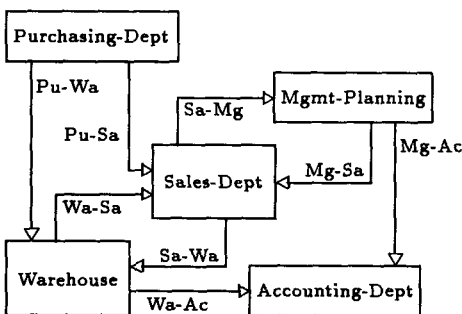 Purchasing-Dept
Pu-Wa
Mgmt-Planning
Sa-Mg
Pu-Sa
Mg-Ac
Mg-Sa
Sales-Dept
Wa-Sa
Sa-Wa
Warehouse
Accounting-Dept
Wa-Ac